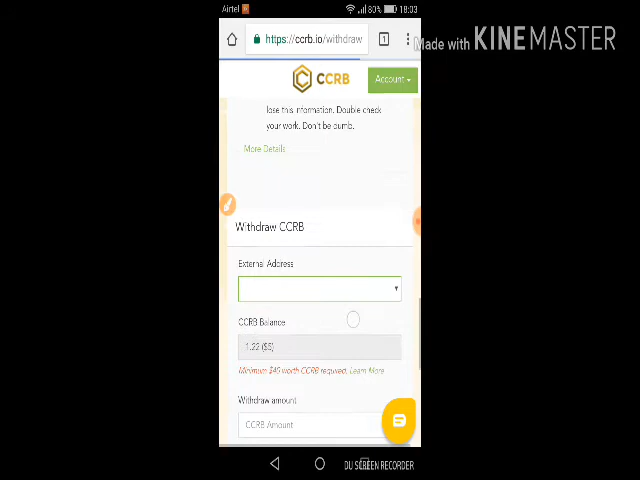 Airtel 80% 18:03
https://ccrb.io/withdraw 1
Made with KINEMASTER
CCRB Account
lose this information. Double check
your work. Don't be dumb.
More Details
Withdraw CCRB
External Address
CCRB Balance
1.22 ($5)
Minimum $40 worth CCRB required. Learn More
Withdraw amount
CCRB Amount
DU SCREEN RECORDER